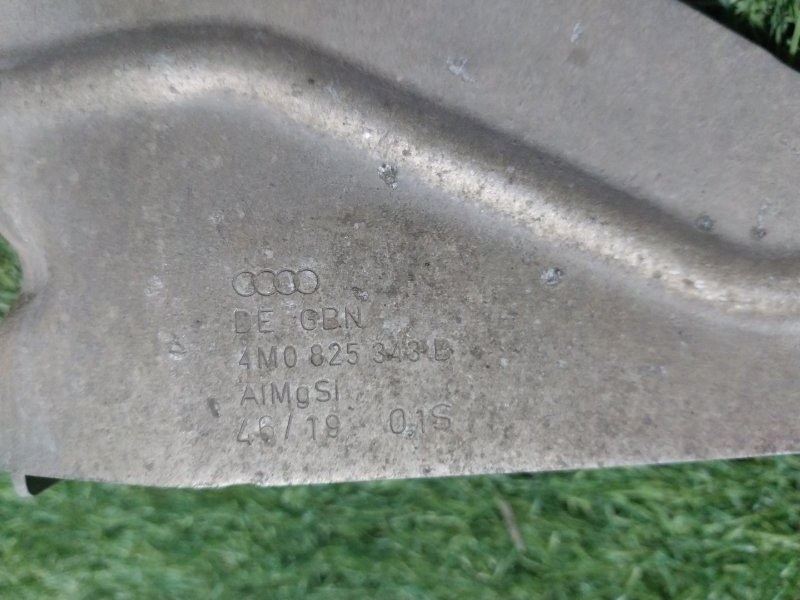 DE GBN
4M0 825 343 B
AlMgSi
46/19 01S